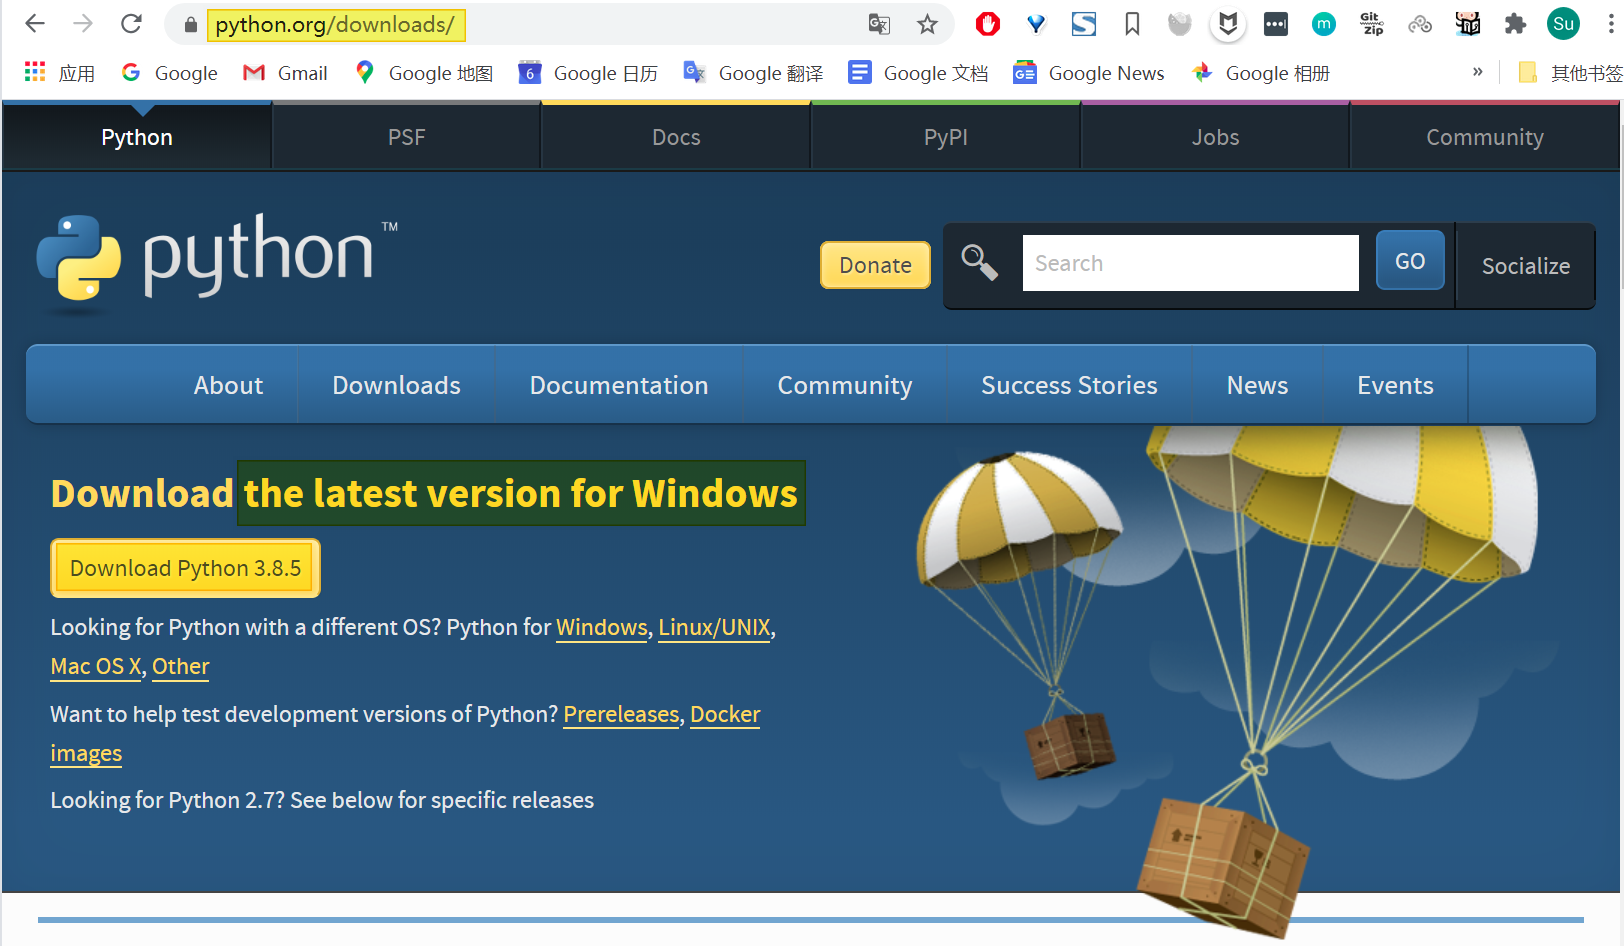 python.org/downloads/
Git Zip
m
Su
应用 Google Gmail Google 地图 6 Google 日历 Google 翻译 Google 文档 Google News Google 相册 » 其他书签
Python PSF Docs PyPI Jobs Community
python™
Donate Search GO Socialize
About Downloads Documentation Community Success Stories News Events
Download the latest version for Windows
Download Python 3.8.5
Looking for Python with a different OS? Python for Windows, Linux/UNIX,
Mac OS X, Other
Want to help test development versions of Python? Prereleases, Docker
images
Looking for Python 2.7? See below for specific releases